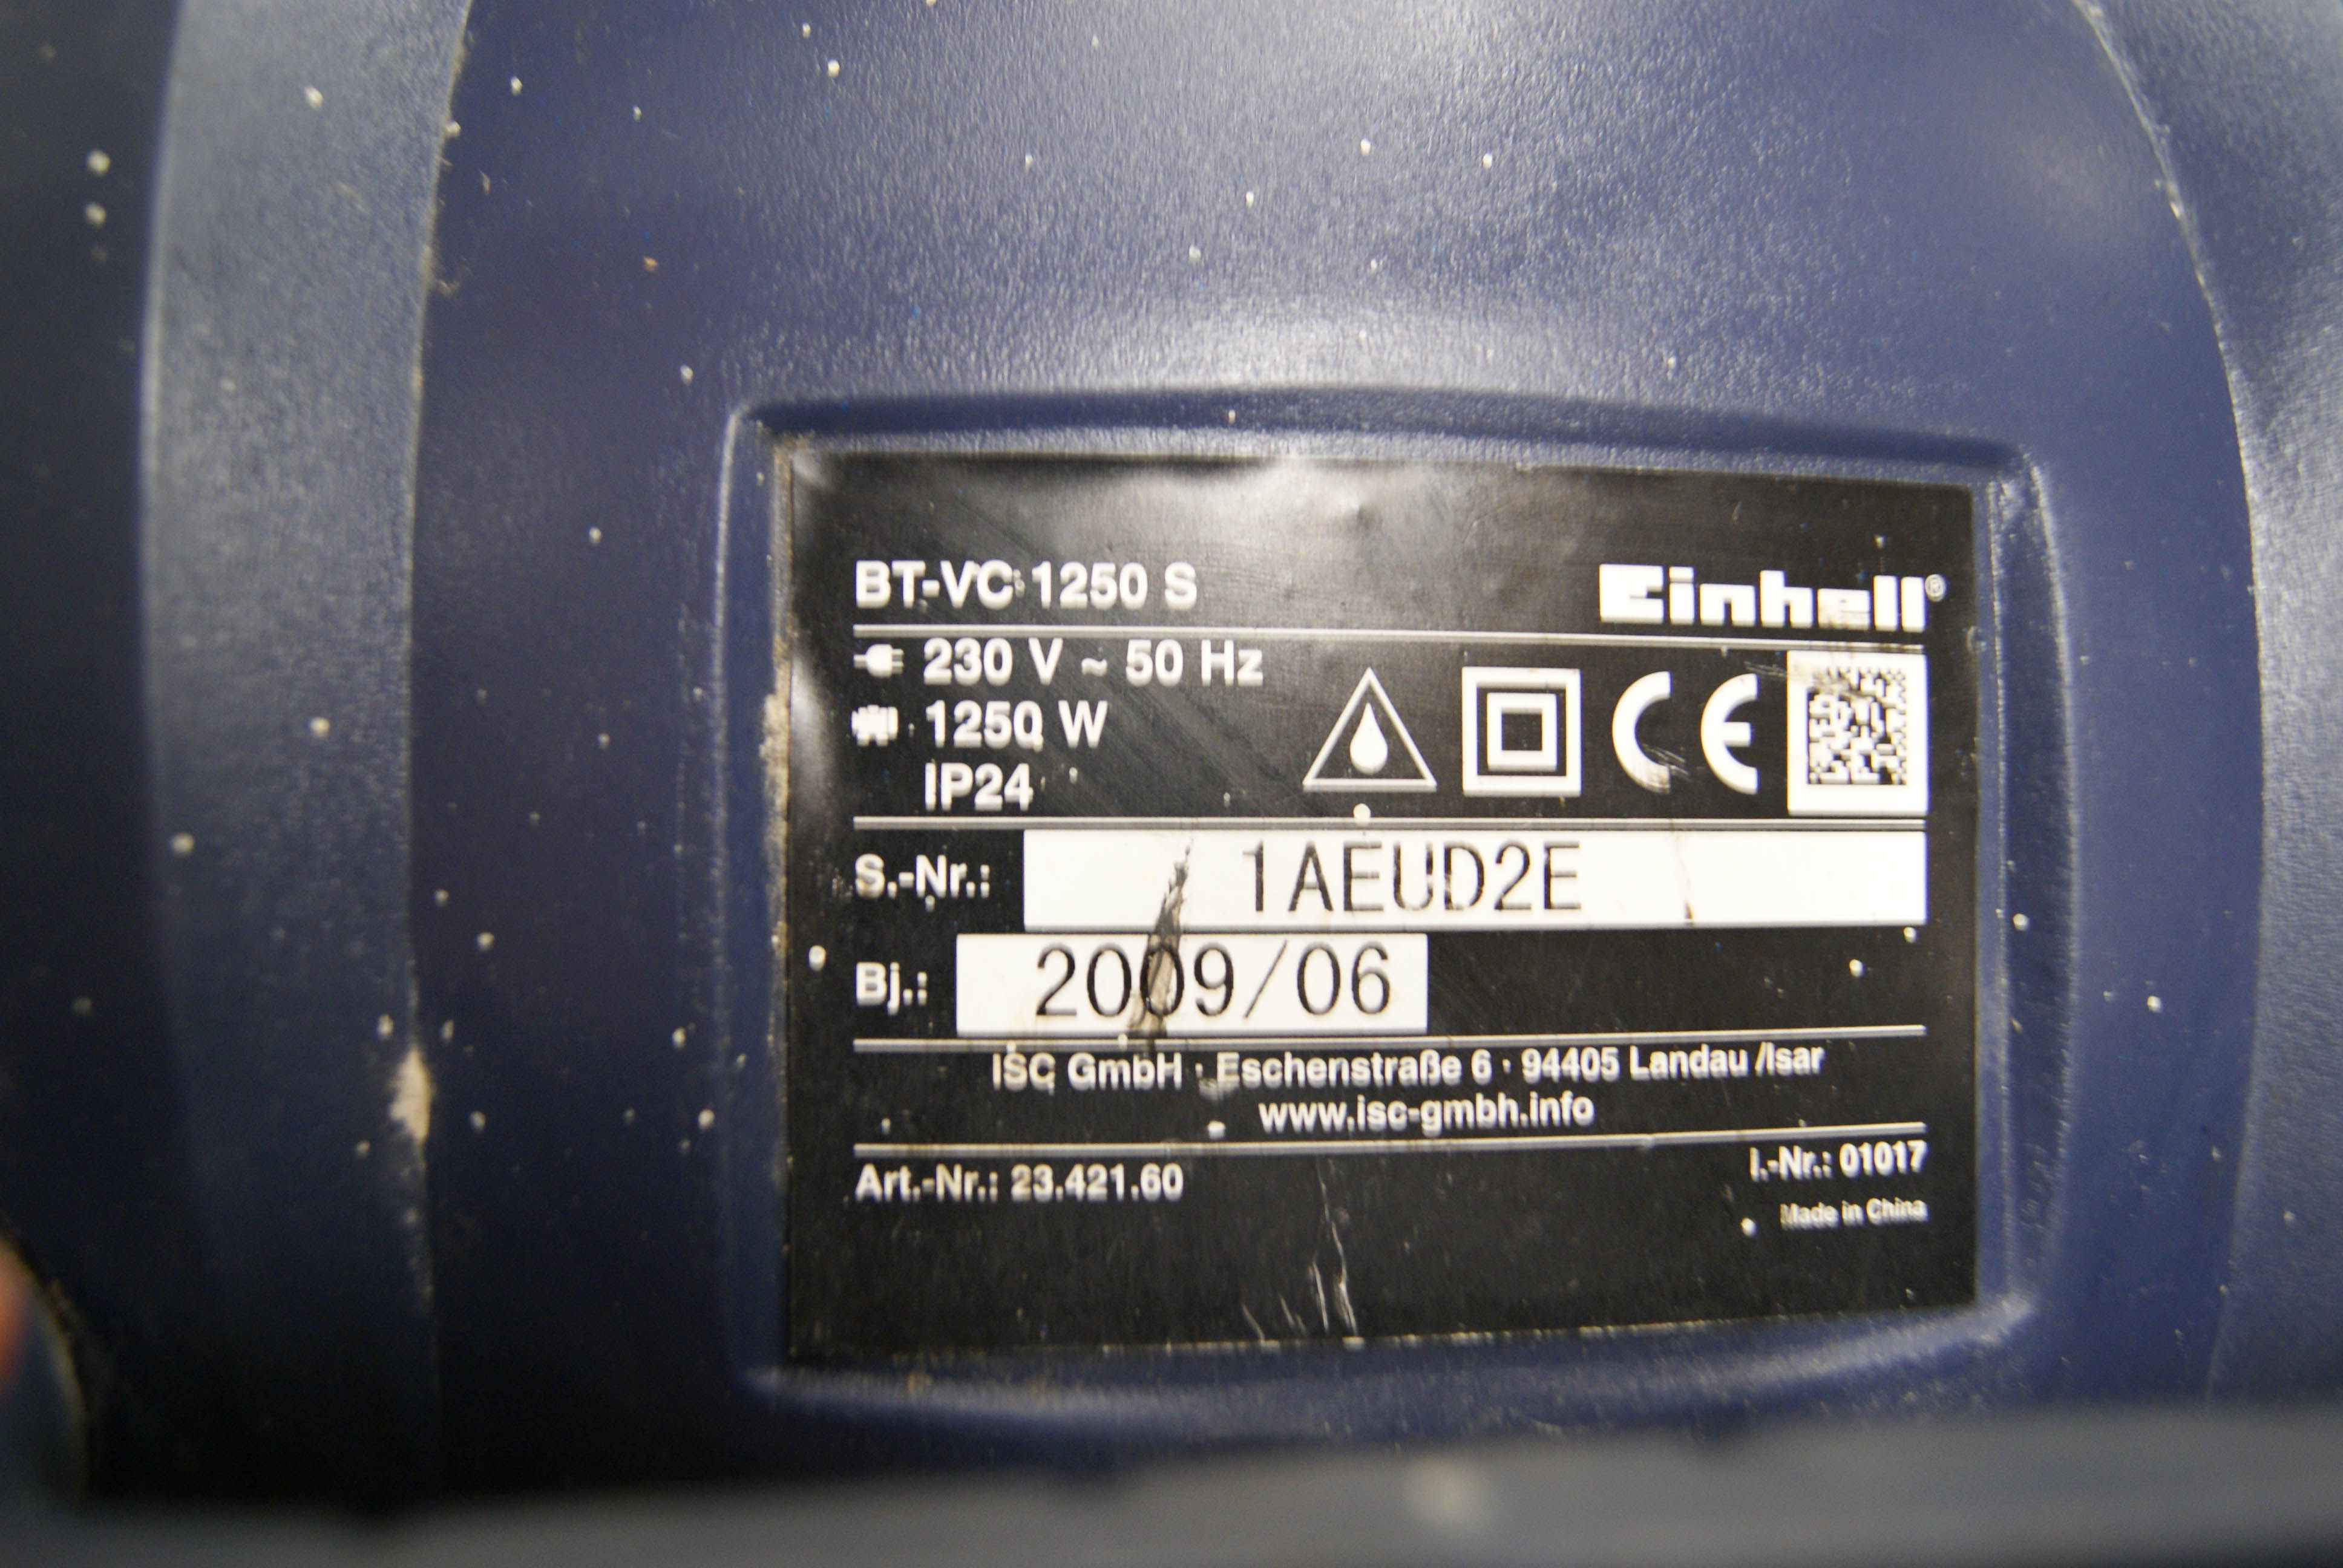 BT-VC 1250 S
Einhell®
230 V ~ 50 Hz
1250 W
IP24
CE
S.-Nr.: 1AEUD2E
Bj.: 2009/06
ISC GmbH · Eschenstraße 6 · 94405 Landau /Isar
www.isc-gmbh.info
Art.-Nr.: 23.421.60
I.-Nr.: 01017
Made in China